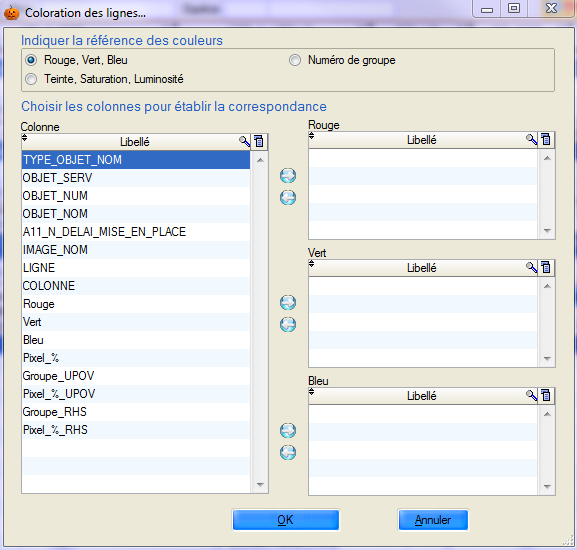 Coloration des lignes...
Indiquer la référence des couleurs
Rouge, Vert, Bleu
Numéro de groupe
Teinte, Saturation, Luminosité
Choisir les colonnes pour établir la correspondance
Colonne
Libellé
TYPE_OBJET_NOM
OBJET_SERV
OBJET_NUM
OBJET_NOM
A11_N_DELAI_MISE_EN_PLACE
IMAGE_NOM
LIGNE
COLONNE
Rouge
Vert
Bleu
Pixel_%
Groupe_UPOV
Pixel_%_UPOV
Groupe_RHS
Pixel_%_RHS
Rouge
Libellé
Vert
Libellé
Bleu
Libellé
OK
Annuler